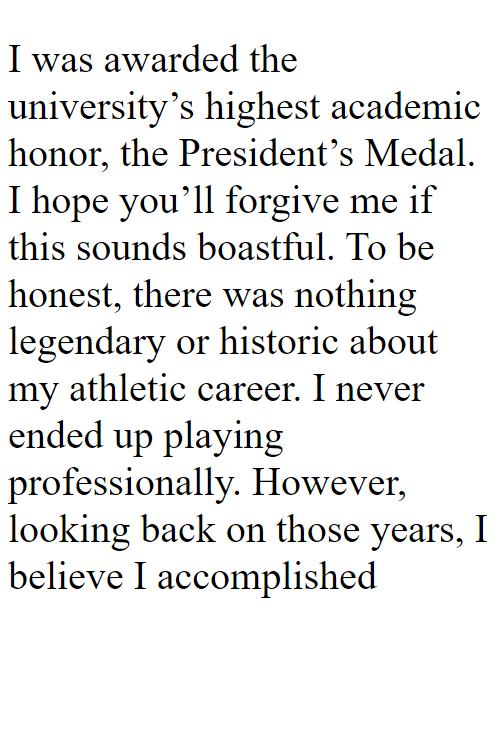 I was awarded the
university’s highest academic
honor, the President’s Medal.
I hope you’ll forgive me if
this sounds boastful. To be
honest, there was nothing
legendary or historic about
my athletic career. I never
ended up playing
professionally. However,
looking back on those years, I
believe I accomplished